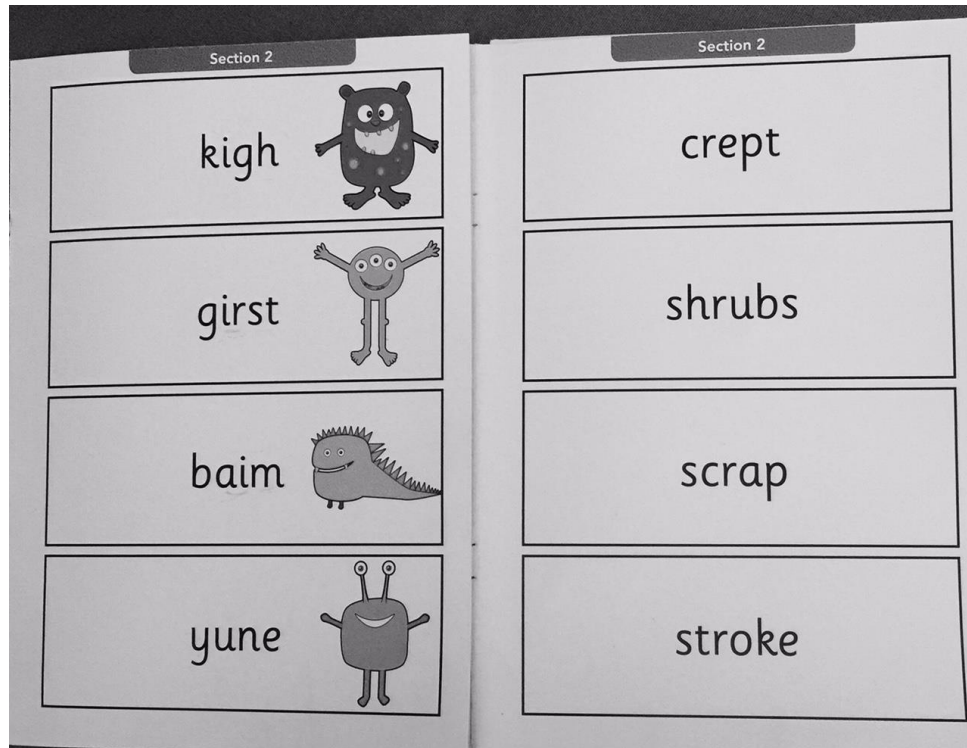 Section 2
kigh
girst
baim
yune
Section 2
crept
shrubs
scrap
stroke